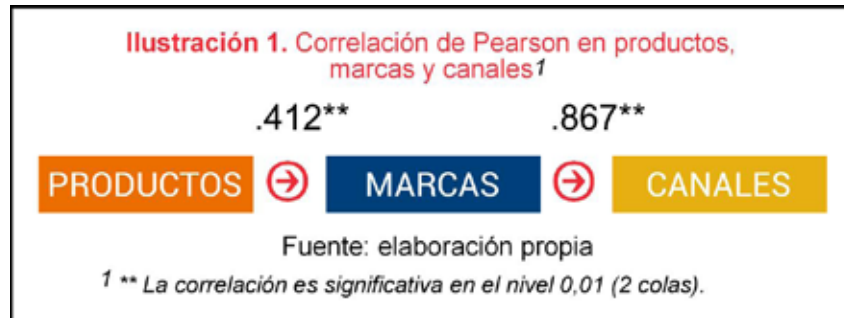 Ilustración 1. Correlación de Pearson en productos,
marcas y canales1
.412** .867**
PRODUCTOS MARCAS CANALES
Fuente: elaboración propia
1 ** La correlación es significativa en el nivel 0,01 (2 colas).